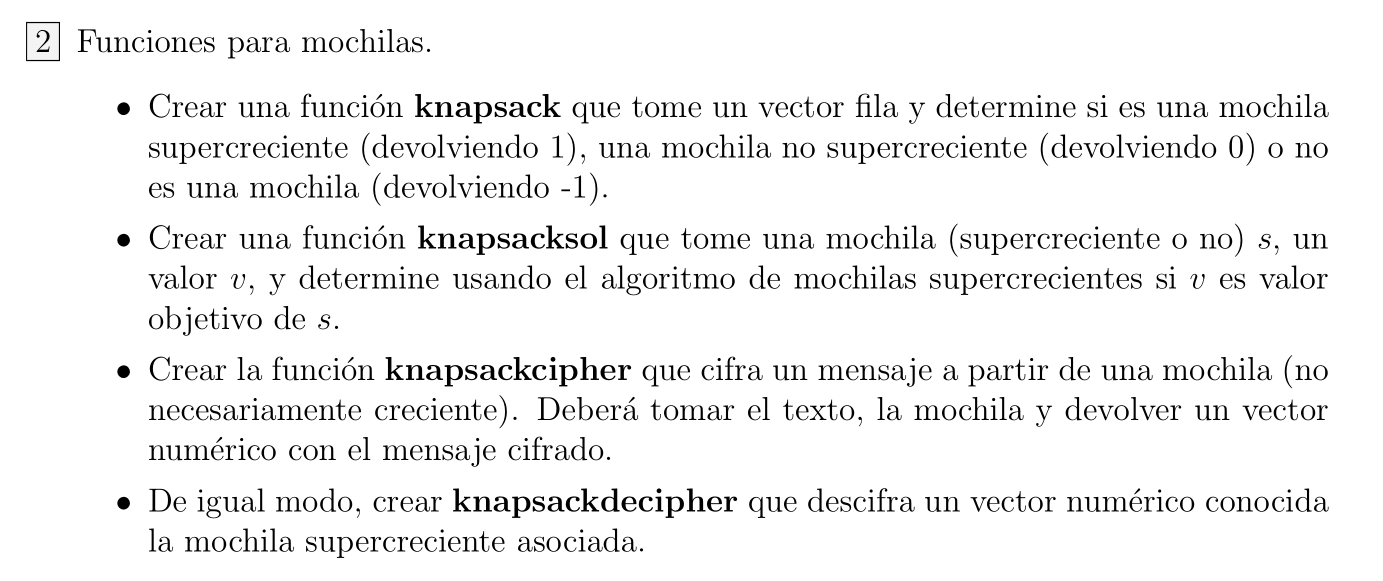 2 Funciones para mochilas.
• Crear una función knapsack que tome un vector fila y determine si es una mochila
supercreciente (devolviendo 1), una mochila no supercreciente (devolviendo 0) o no
es una mochila (devolviendo -1).
• Crear una función knapsacksol que tome una mochila (supercreciente o no) s, un
valor v, y determine usando el algoritmo de mochilas supercrecientes si v es valor
objetivo de s.
• Crear la función knapsackcipher que cifra un mensaje a partir de una mochila (no
necesariamente creciente). Deberá tomar el texto, la mochila y devolver un vector
numérico con el mensaje cifrado.
• De igual modo, crear knapsackdecipher que descifra un vector numérico conocida
la mochila supercreciente asociada.